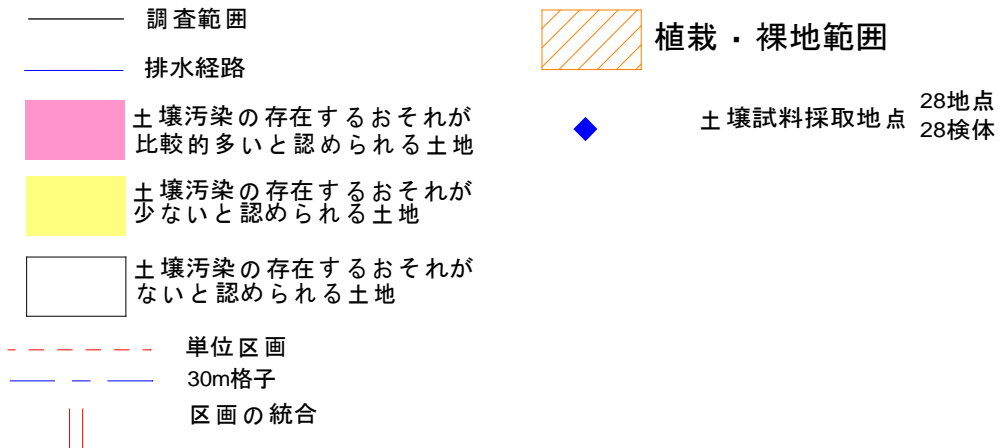 調査範囲
排水経路
土壌汚染の存在するおそれが
比較的多いと認められる土地
土壌汚染の存在するおそれが
少ないと認められる土地
土壌汚染の存在するおそれが
ないと認められる土地
単位区画
30m格子
区画の統合
植栽・裸地範囲
土壌試料採取地点
28地点
28検体